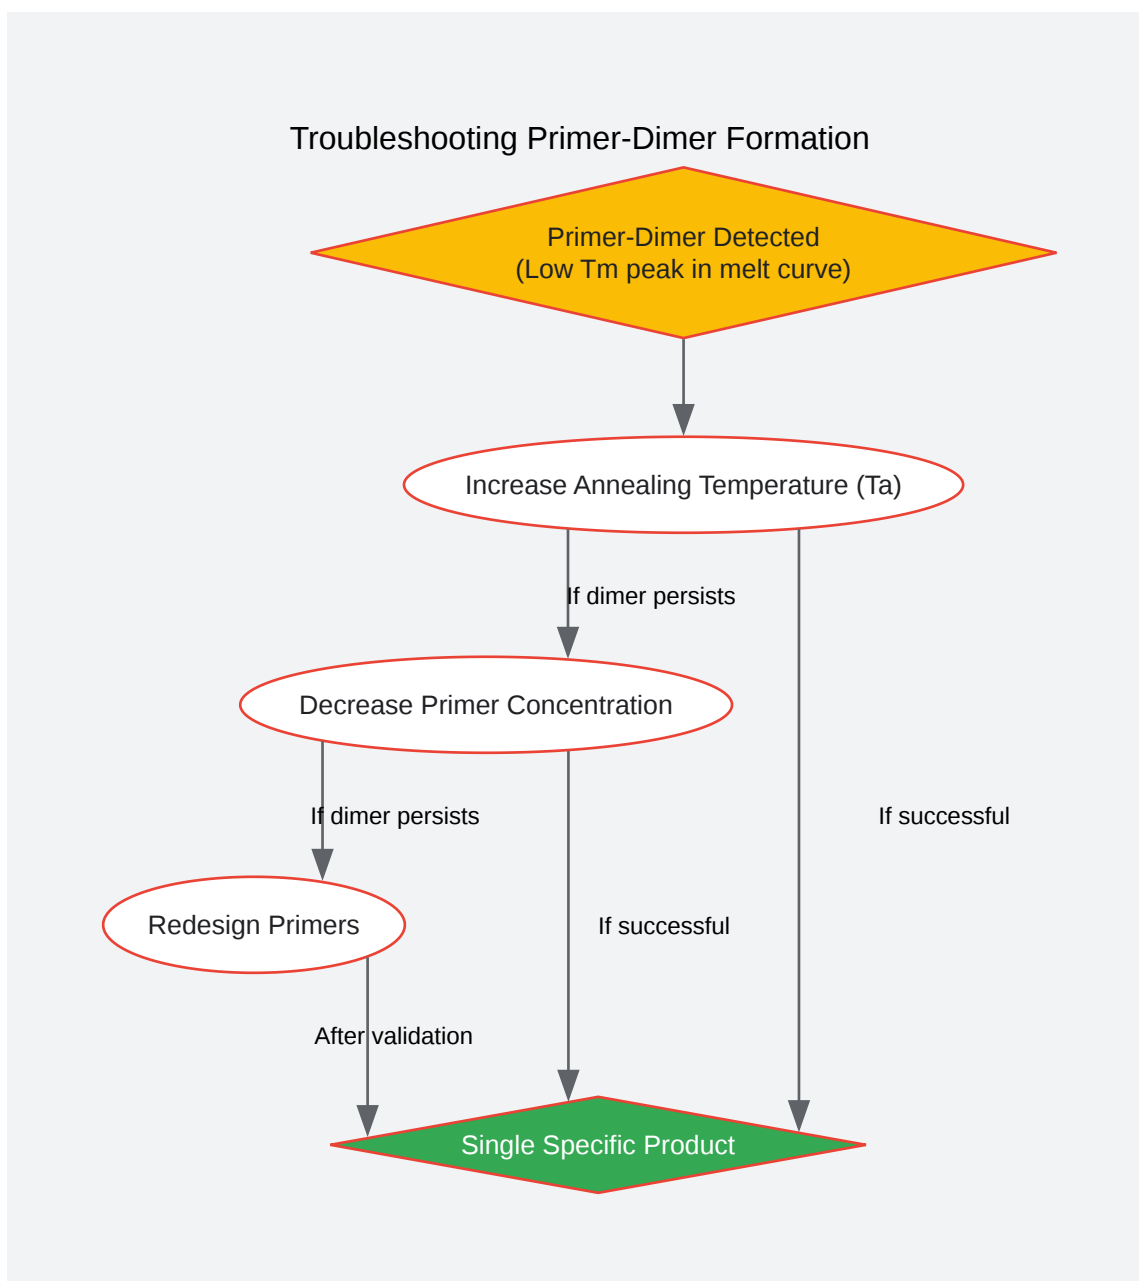 Troubleshooting Primer-Dimer Formation
Primer-Dimer Detected
(Low Tm peak in melt curve)
Increase Annealing Temperature (Ta)
If dimer persists
Decrease Primer Concentration
If dimer persists
If successful
Redesign Primers
If successful
After validation
Single Specific Product